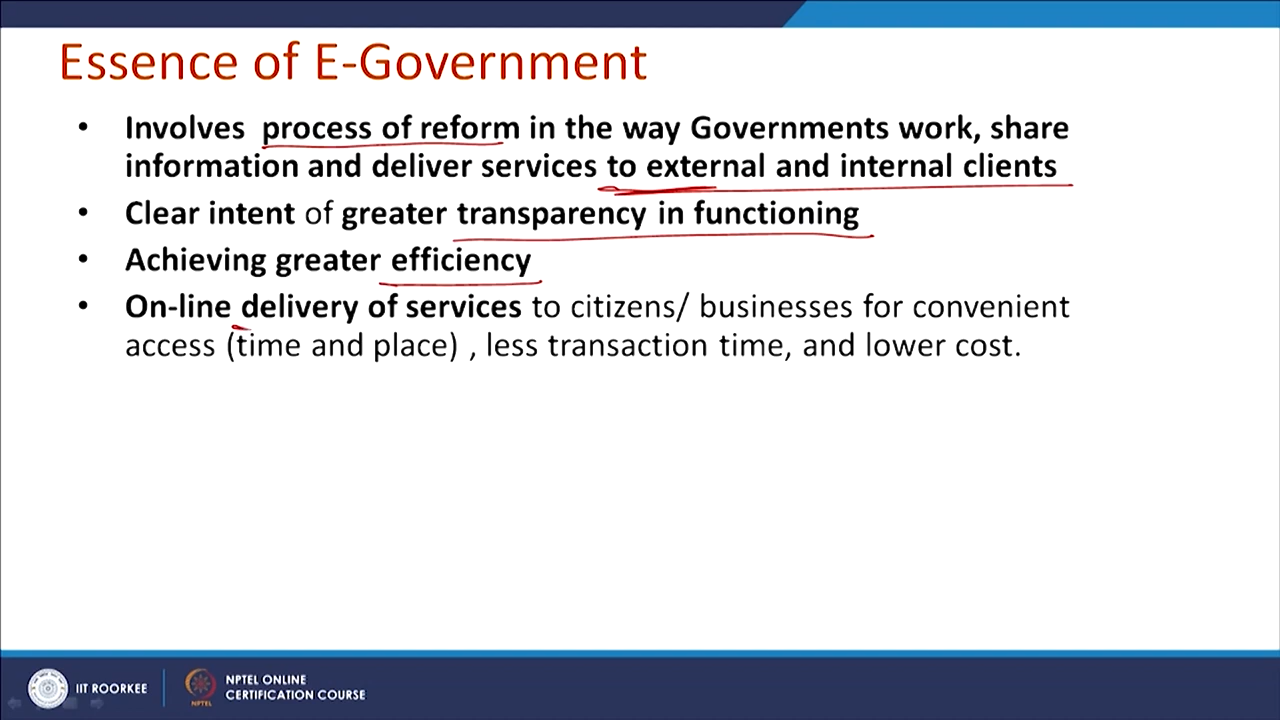 Essence of E-Government
• Involves process of reform in the way Governments work, share
information and deliver services to external and internal clients
• Clear intent of greater transparency in functioning
• Achieving greater efficiency
• On-line delivery of services to citizens/ businesses for convenient
access (time and place) , less transaction time, and lower cost.
IIT ROORKEE
NPTEL
NPTEL ONLINE
CERTIFICATION COURSE